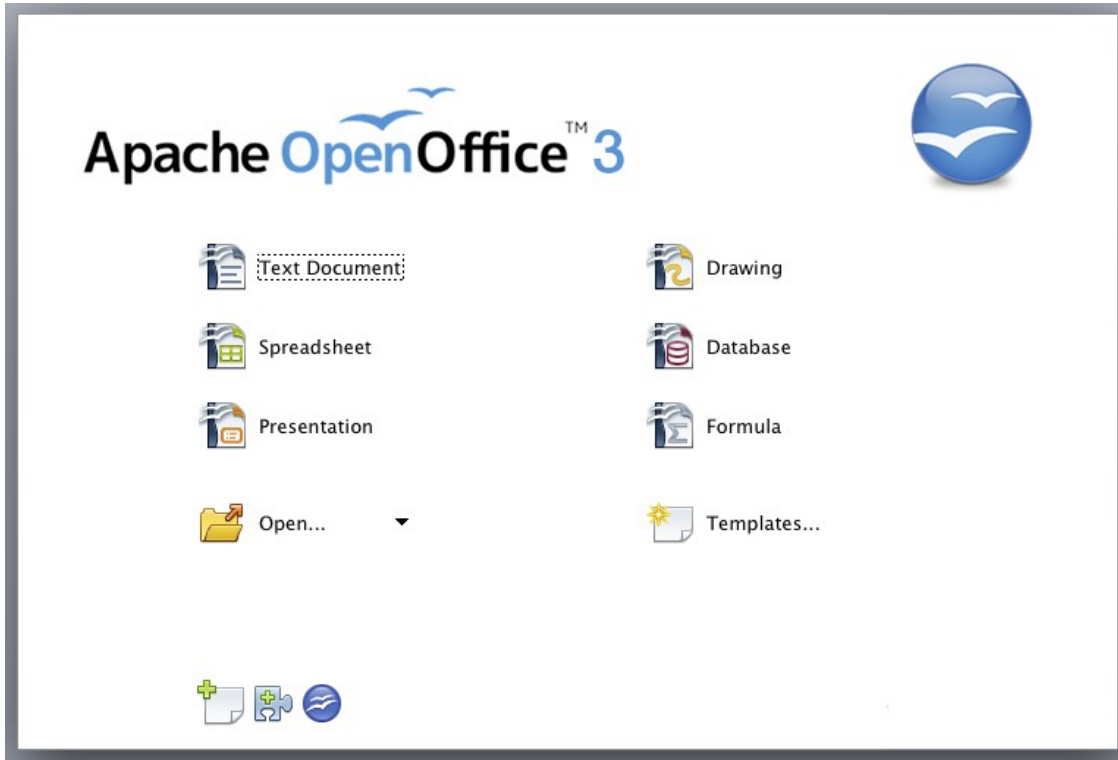 Apache OpenOffice™ 3
Text Document
Drawing
Spreadsheet
Database
Presentation
Formula
Open...
Templates...